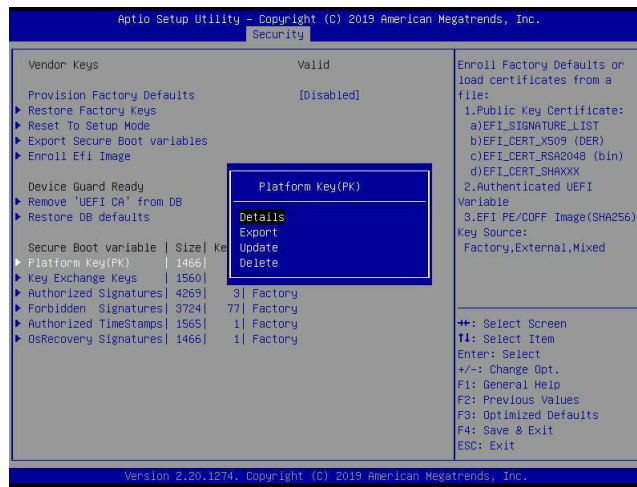 Aptio Setup Utility – Copyright (C) 2019 American Megatrends, Inc.
Security
Vendor Keys Valid
Provision Factory Defaults [Disabled]
Restore Factory Keys
Reset To Setup Mode
Export Secure Boot variables
Enroll Efi Image
Device Guard Ready
Remove 'UEFI CA' from DB
Restore DB defaults
Secure Boot variable | Size| Ke
Platform Key(PK) | 1466|
Key Exchange Keys | 1560|
Authorized Signatures| 4269| 3| Factory
Forbidden Signatures| 3724| 77| Factory
Authorized TimeStamps| 1565| 1| Factory
OsRecovery Signatures| 1466| 1| Factory
Platform Key(PK)
Details
Export
Update
Delete
Enroll Factory Defaults or
load certificates from a
file:
1.Public Key Certificate:
a)EFI_SIGNATURE_LIST
b)EFI_CERT_X509 (DER)
c)EFI_CERT_RSA2048 (bin)
d)EFI_CERT_SHAXXX
2.Authenticated UEFI
Variable
3.EFI PE/COFF Image(SHA256)
Key Source:
Factory,External,Mixed
→←: Select Screen
↑↓: Select Item
Enter: Select
+/-: Change Opt.
F1: General Help
F2: Previous Values
F3: Optimized Defaults
F4: Save & Exit
ESC: Exit
Version 2.20.1274. Copyright (C) 2019 American Megatrends, Inc.